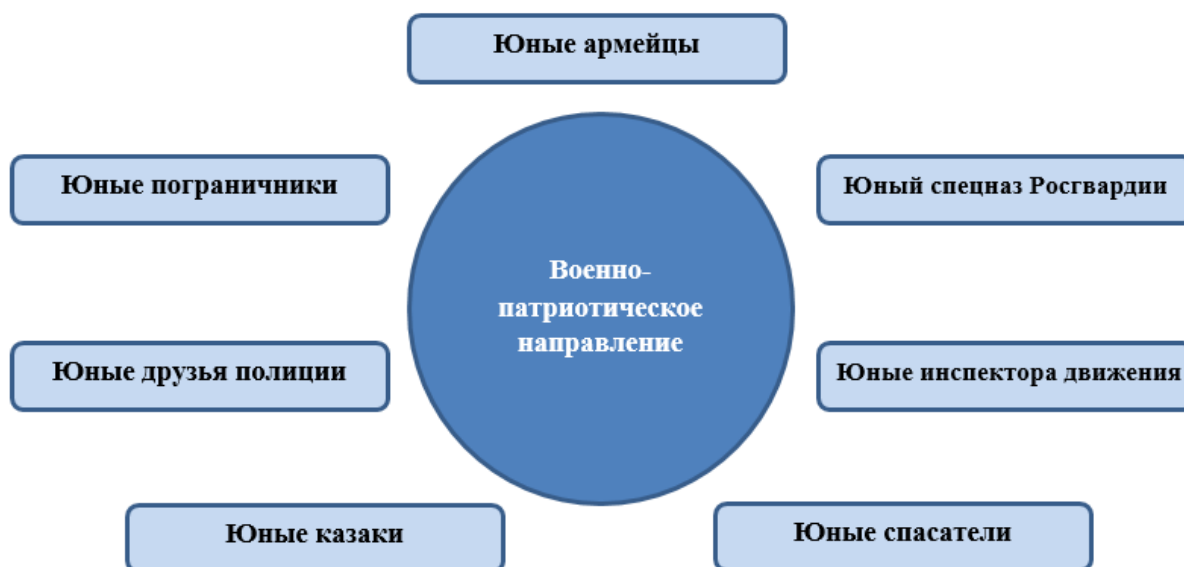 Юные армейцы
Юные пограничники
Юный спецназ Росгвардии
Военно-
патриотическое
направление
Юные друзья полиции
Юные инспектора движения
Юные казаки
Юные спасатели